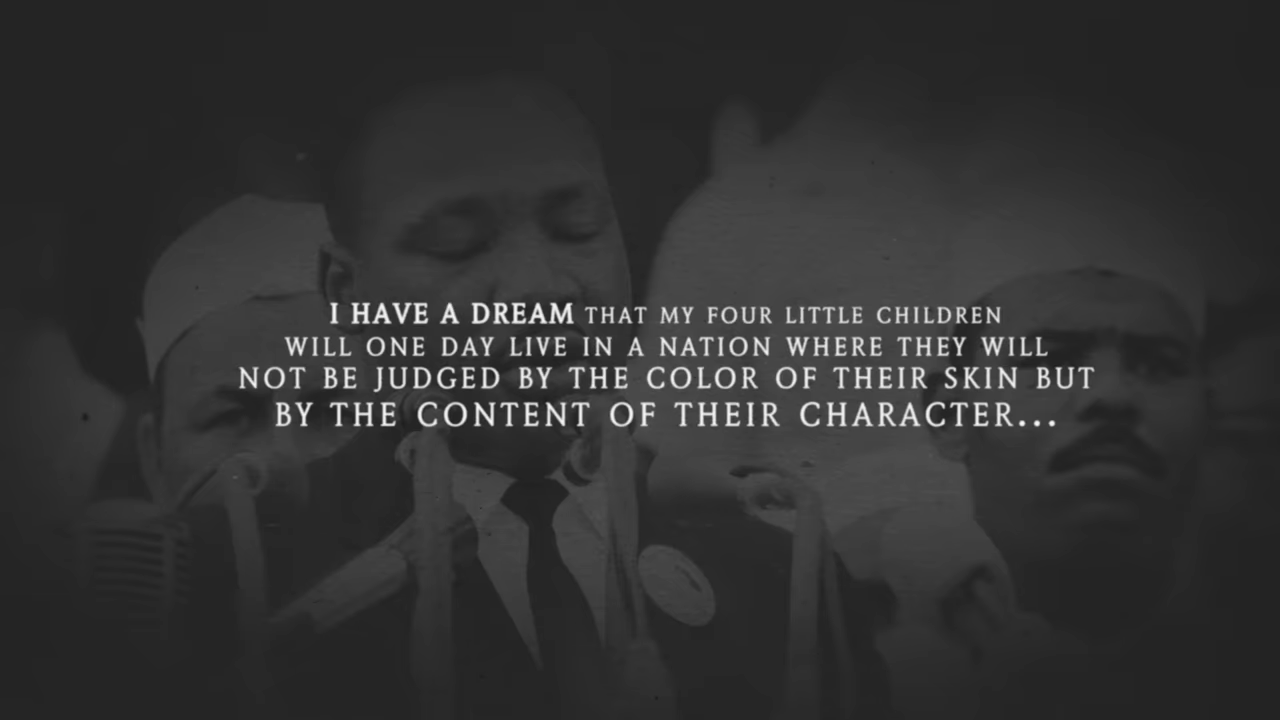 I HAVE A DREAM THAT MY FOUR LITTLE CHILDREN
WILL ONE DAY LIVE IN A NATION WHERE THEY WILL
NOT BE JUDGED BY THE COLOR OF THEIR SKIN BUT
BY THE CONTENT OF THEIR CHARACTER...